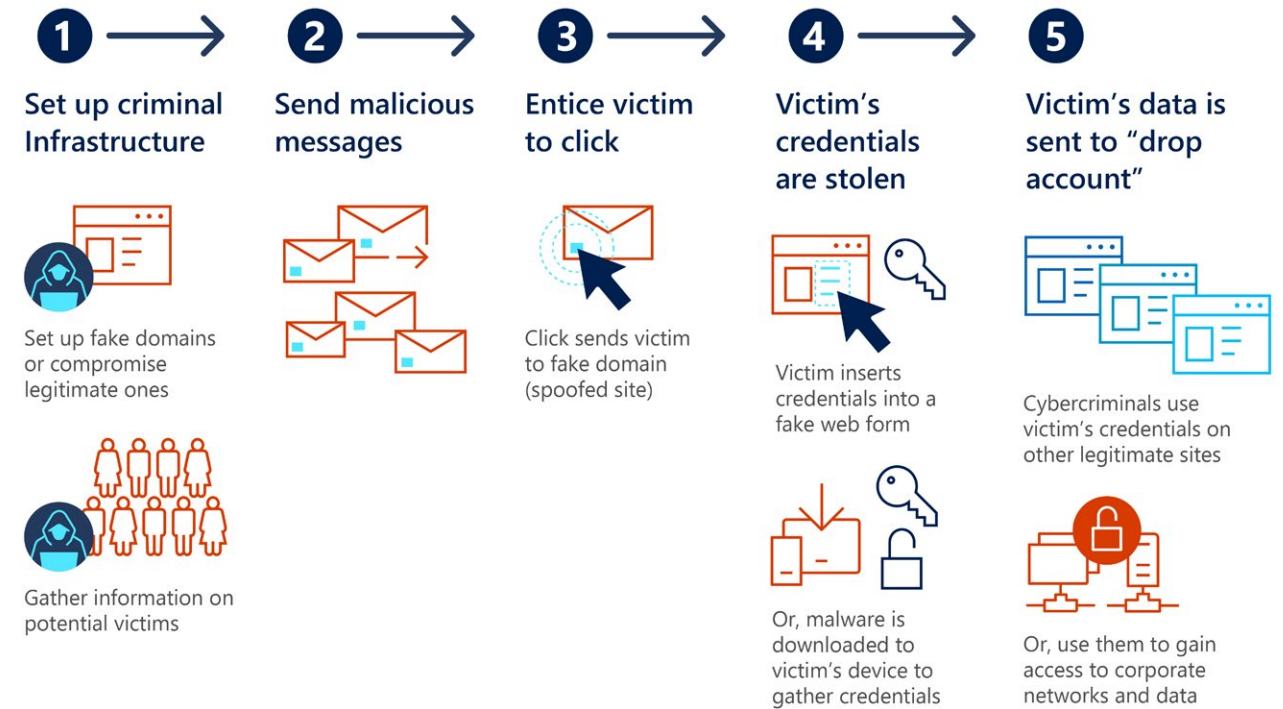 1
Set up criminal
Infrastructure
Set up fake domains
or compromise
legitimate ones
Gather information on
potential victims
2
Send malicious
messages
3
Entice victim
to click
Click sends victim
to fake domain
(spoofed site)
4
Victim's
credentials
are stolen
Victim inserts
credentials into a
fake web form
Or, malware is
downloaded to
victim's device to
gather credentials
5
Victim's data is
sent to “drop
account”
Cybercriminals use
victim's credentials on
other legitimate sites
Or, use them to gain
access to corporate
networks and data